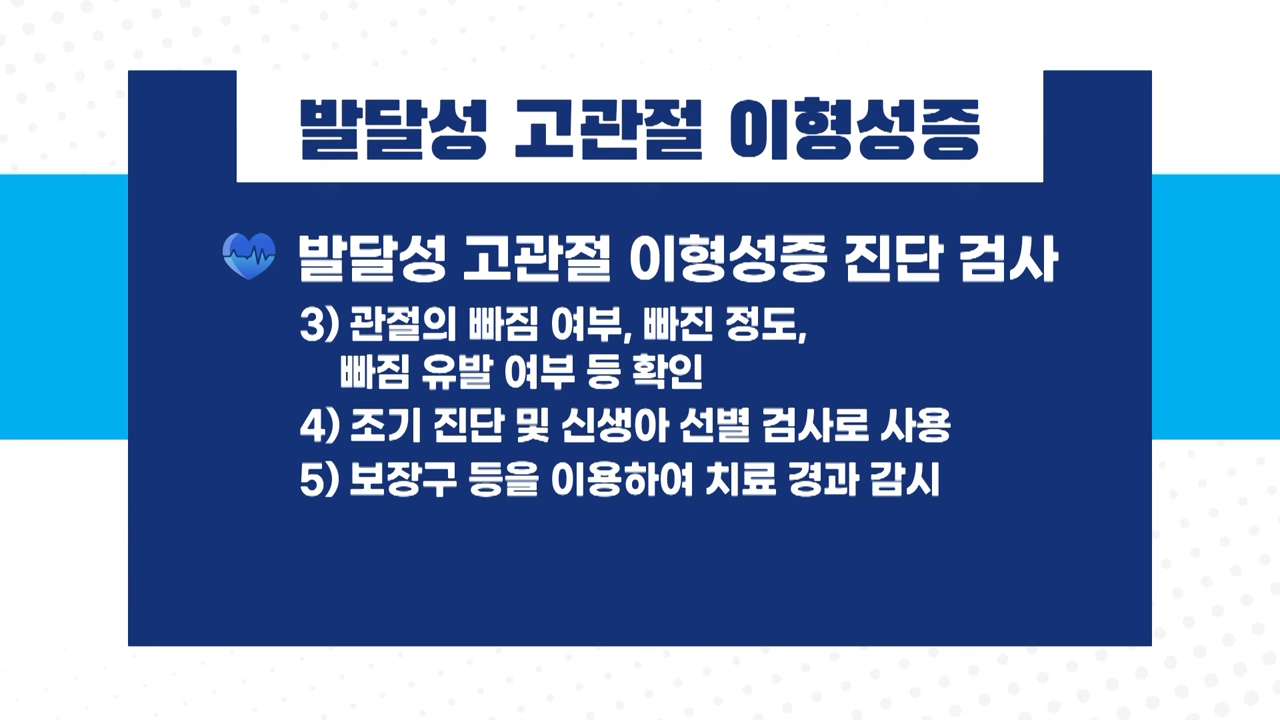 발달성 고관절 이형성증
발달성 고관절 이형성증 진단 검사
3) 관절의 빠짐 여부, 빠진 정도,
빠짐 유발 여부 등 확인
4) 조기 진단 및 신생아 선별 검사로 사용
5) 보장구 등을 이용하여 치료 경과 감시